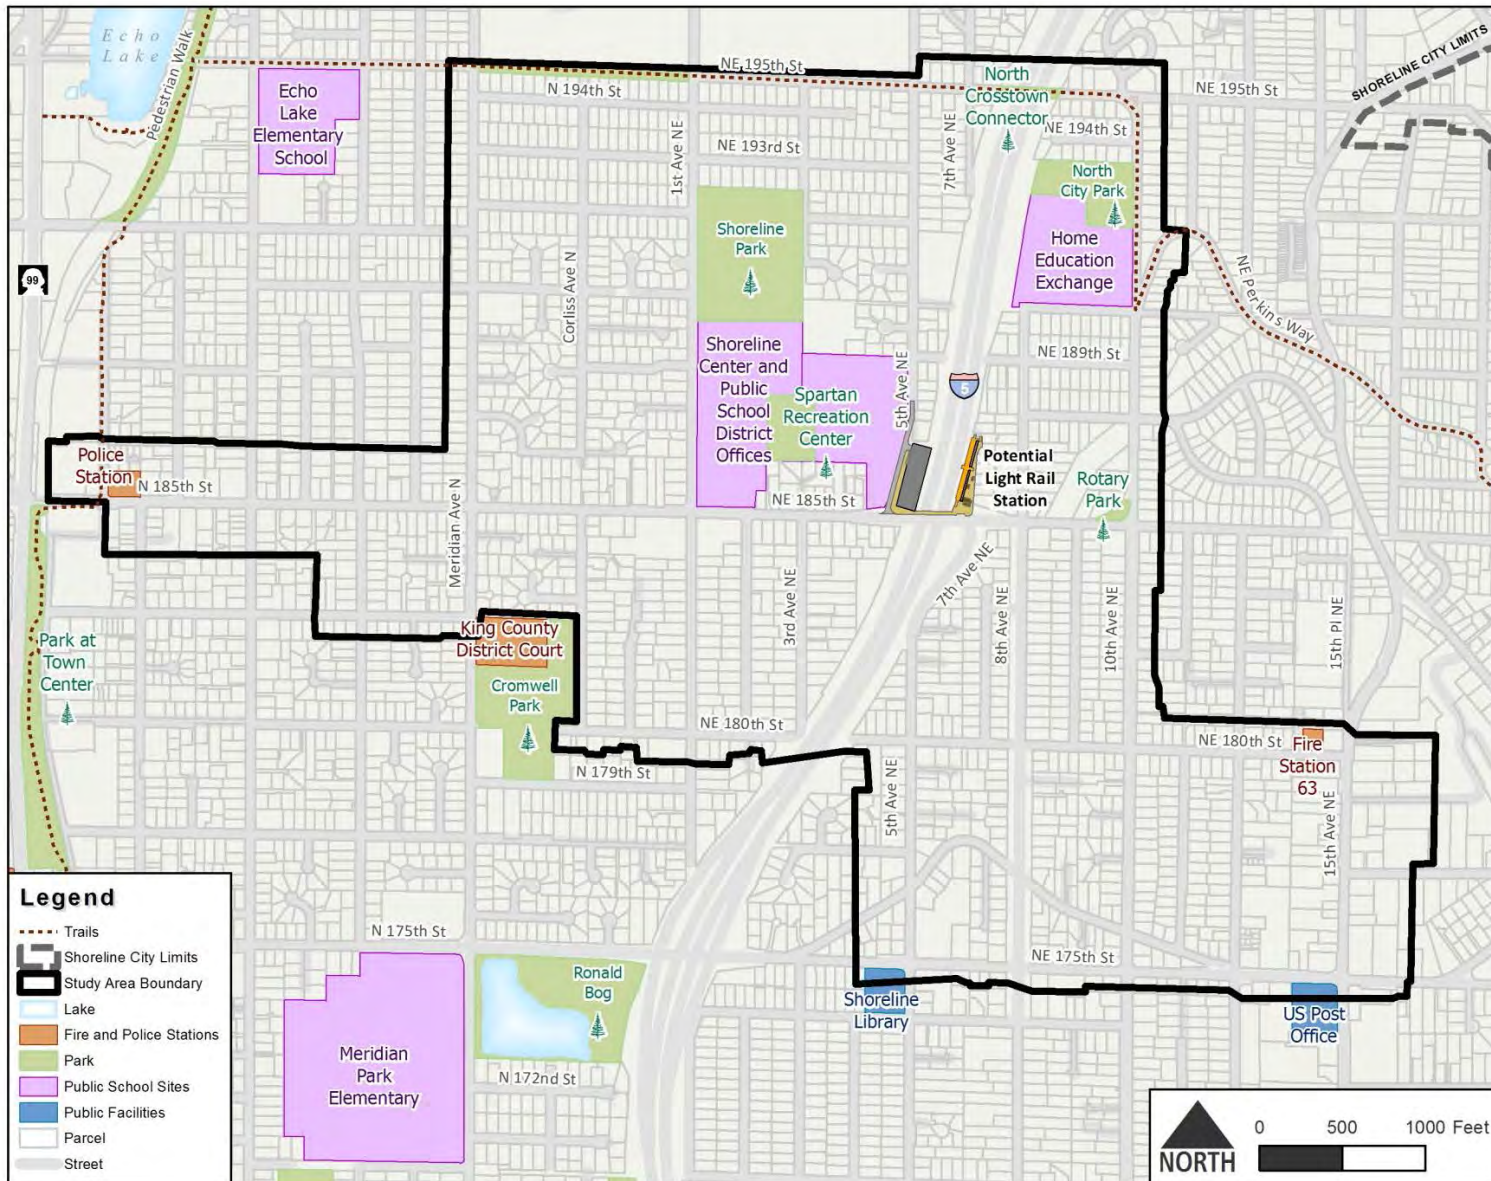 Echo
Lake
Pedestrian Walk
Echo
Lake
Elementary
School
NE 195th St
N 194th St
North
Crosstown
Connector
NE 195th St
SHORELINE CITY LIMITS
1st Ave NE
NE 193rd St
7th Ave NE
NE 194th St
North
City Park
Shoreline
Park
Home
Education
Exchange
99
Corliss Ave N
NE Perkins Way
Shoreline
Center and
Public
School
District
Offices
Spartan
Recreation
Center
5th Ave NE
5
NE 189th St
Police
Station
N 185th St
Meridian Ave N
NE 185th St
Potential
Light Rail
Station
Rotary
Park
3rd Ave NE
7th Ave NE
8th Ave NE
10th Ave NE
15th Pl NE
Park at
Town
Center
King County
District Court
Cromwell
Park
NE 180th St
N 179th St
NE 180th St
Fire
Station
63
5th Ave NE
15th Ave NE
N 175th St
NE 175th St
Ronald
Bog
Shoreline
Library
US Post
Office
Meridian
Park
Elementary
N 172nd St
Legend
Trails
Shoreline City Limits
Study Area Boundary
Lake
Fire and Police Stations
Park
Public School Sites
Public Facilities
Parcel
Street
NORTH
0 500 1000 Feet